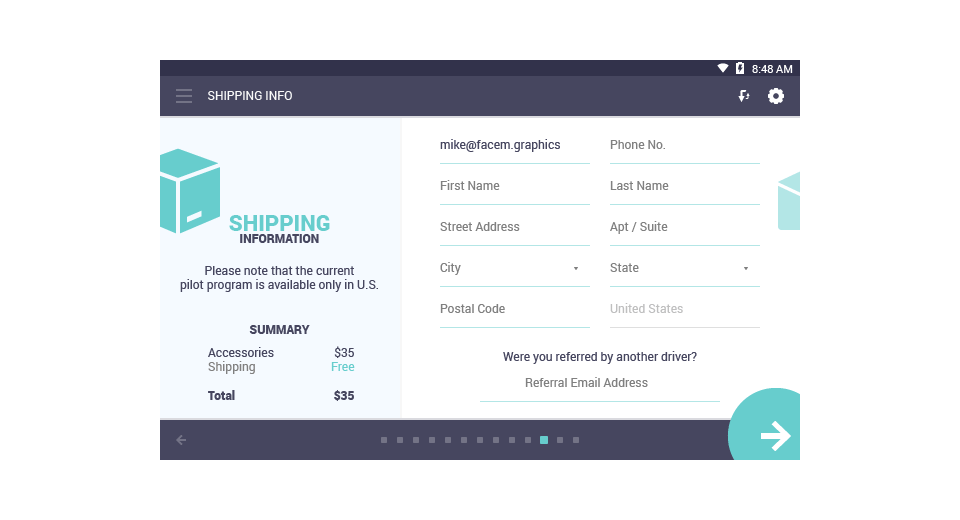 8:48 AM
SHIPPING INFO
SHIPPING
INFORMATION
Please note that the current
pilot program is available only in U.S.
SUMMARY
Accessories $35
Shipping Free
Total $35
mike@facem.graphics Phone No.
First Name Last Name
Street Address Apt / Suite
City State
Postal Code United States
Were you referred by another driver?
Referral Email Address